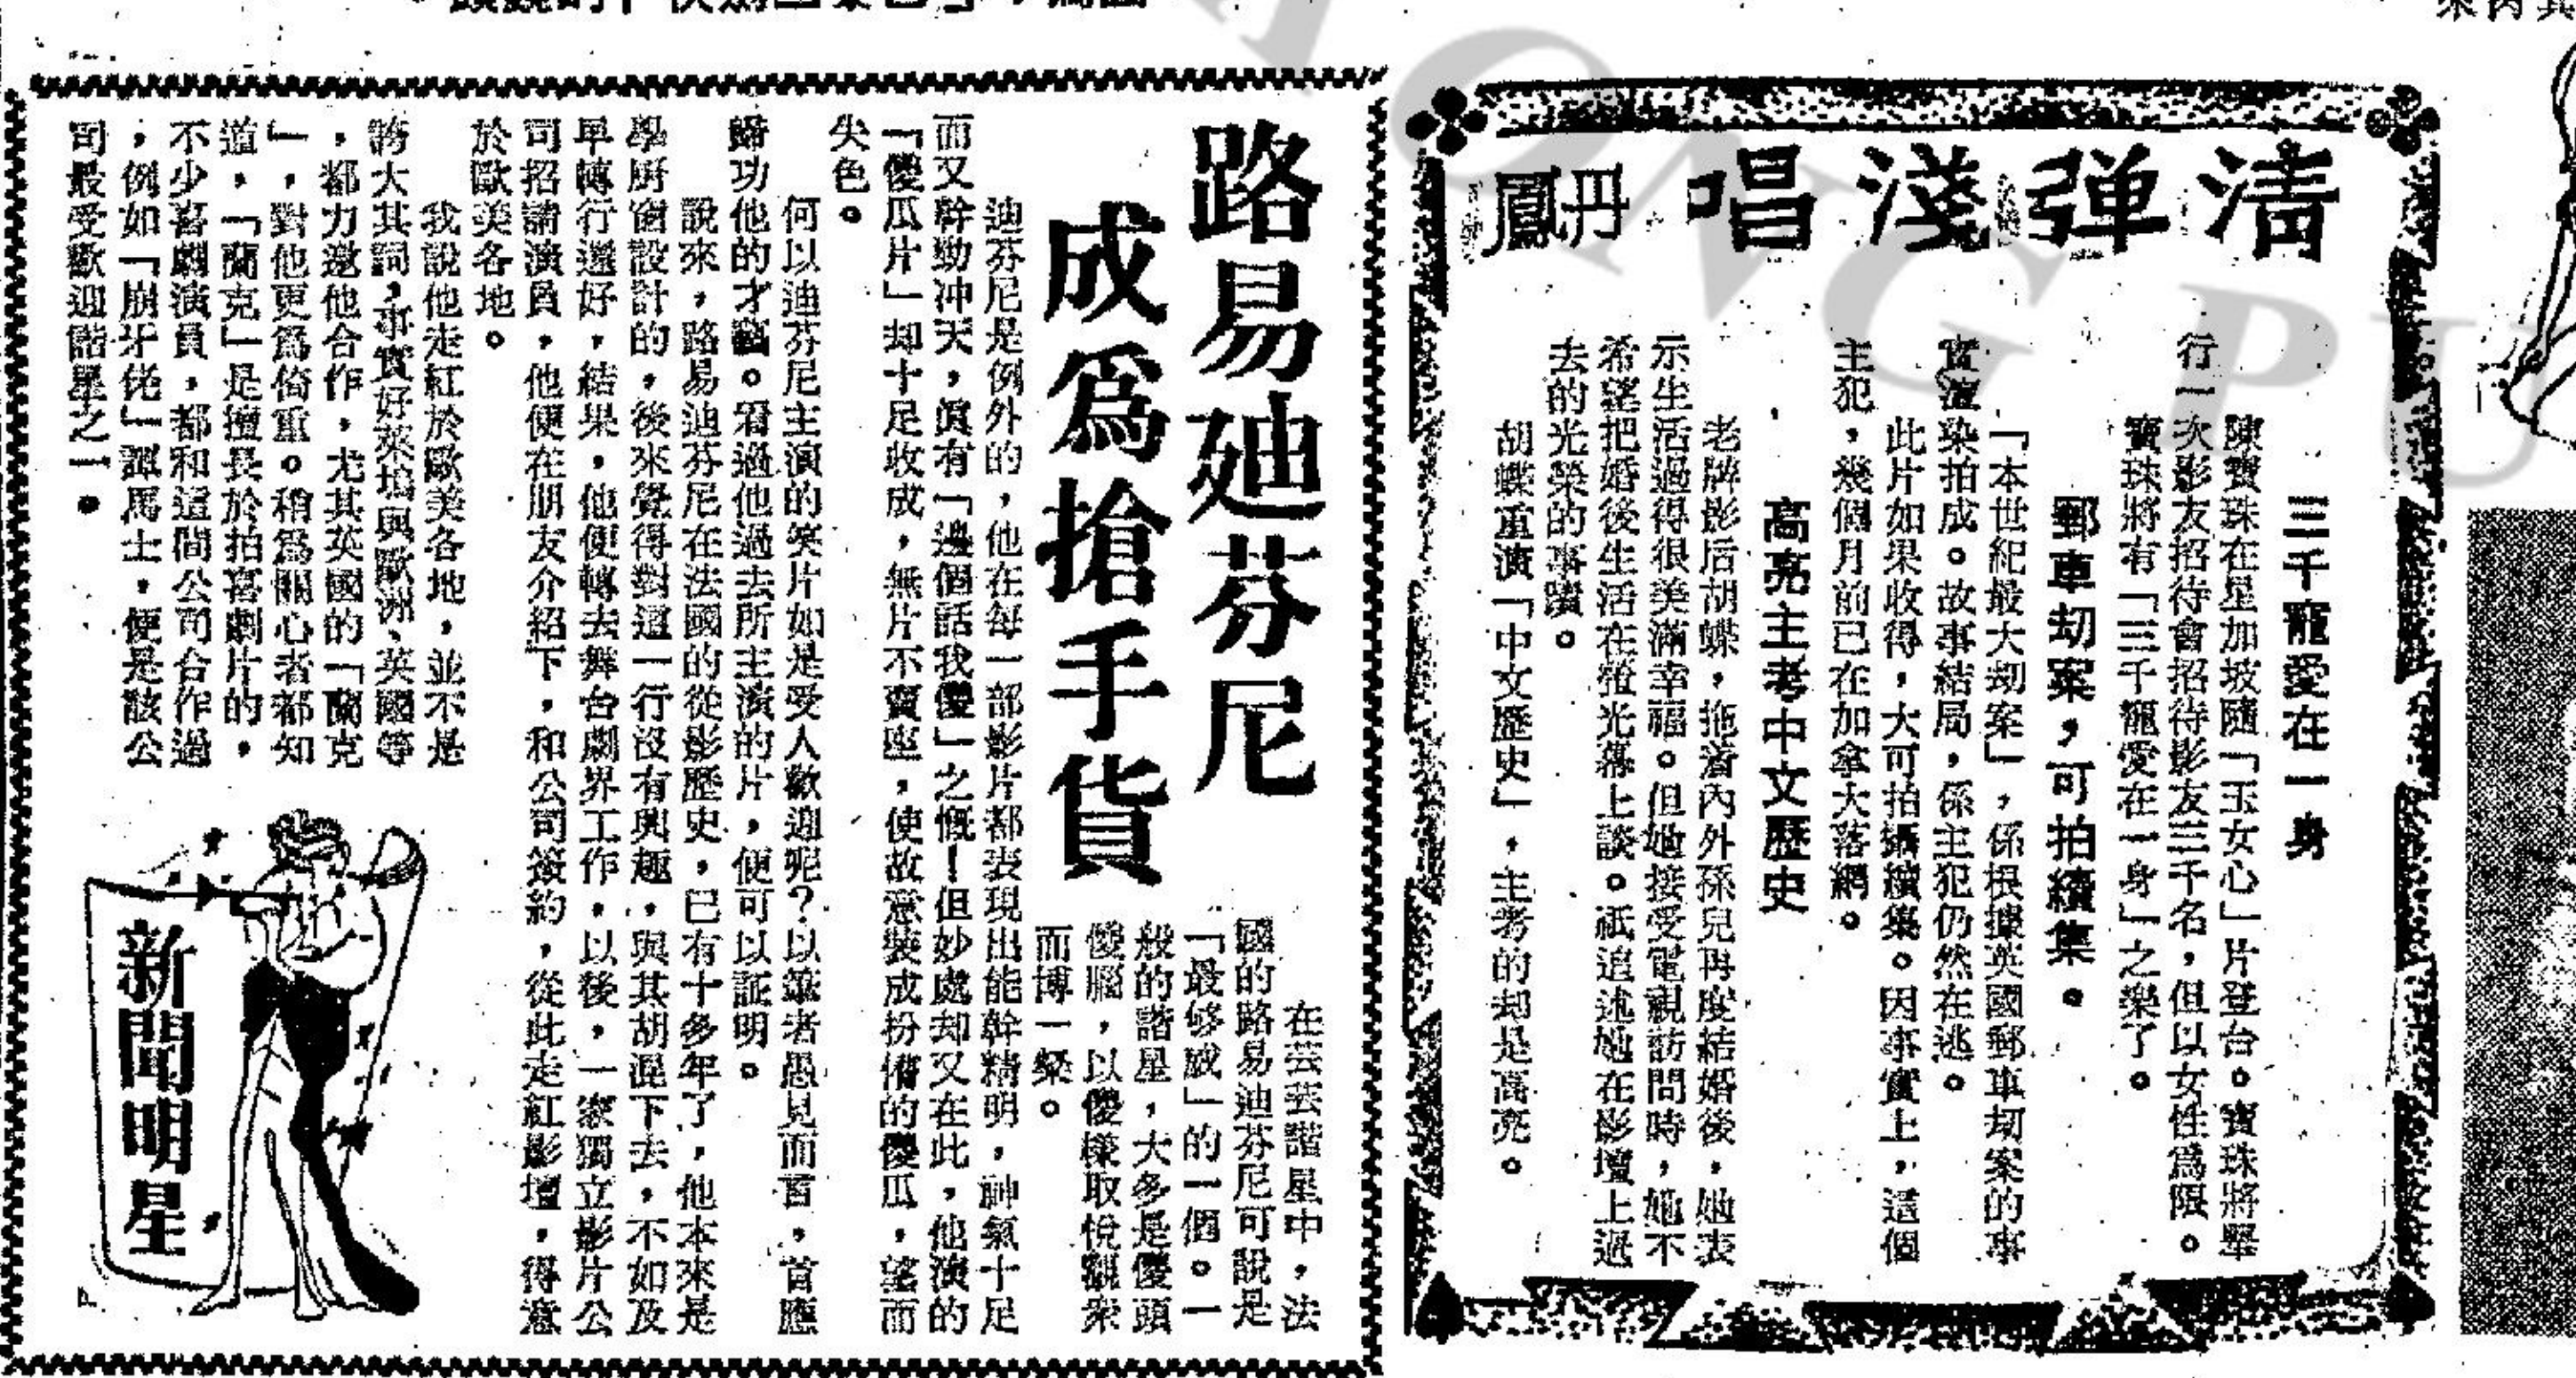 清弹淺唱
丹鳳
三千寵愛在一身
陳寶珠在星加坡隨「玉女心」片登台。寶珠將舉
行一次影友招待會招待影友三千名，但以女性爲限。
寶珠將有「三千寵愛在一身」之樂了。
郵車刧案，可拍續集。
「本世紀最大刧案」，係根據英國郵車刧案的事
實渲染拍成。故事結局，係主犯仍然在逃。
此片如果收得，大可拍攝續集。因事實上，這個
主犯，幾個月前已在加拿大落網。
高亮主考中文歷史
老牌影后胡蝶，拖着內外孫兒再度結婚後，她表
示生活過得很美滿幸福。但她接受電視訪問時，她不
希望把婚後生活在螢光幕上談。祇追述她在影壇上過
去的光榮的事蹟。
胡蝶重演「中文歷史」，主考的却是高亮。
路易廸芬尼
成爲搶手貨
在芸芸諧星中，法
國的路易迪芬尼可說是
「最够威」的一個。一
般的諧星，大多是儍頭
儍腦，以儍樣取悅觀衆
而博一粲。
迪芬尼是例外的，他在每一部影片都表現出能幹精明，神氣十足
而又幹勁冲天，眞有「邊個話我儍」之慨！但妙處却又在此，他演的
「儍瓜片」却十足收成，無片不賣座，使故意裝成扮懵的儍瓜，望而
失色。
何以迪芬尼主演的笑片如是受人歡迎呢？以筆者愚見而言，首應
歸功他的才藝。看過他過去所主演的片，便可以証明。
說來，路易迪芬尼在法國的從影歷史，已有十多年了，他本來是
學厨窗設計的，後來覺得對這一行沒有興趣，與其胡混下去，不如及
早轉行還好，結果，他便轉去舞台劇界工作，以後，一家獨立影片公
司招請演員，他便在朋友介紹下，和公司簽約，從此走紅影壇，得意
於歐美各地。
我說他走紅於歐美各地，並不是
誇大其詞，事實好萊塢與歐洲、英國等
，都力邀他合作，尤其英國的「蘭克
」，對他更爲倚重。稍爲關心者都知
道，「蘭克」是擅長於拍喜劇片的，
不少喜劇演員，都和這間公司合作過
，例如「崩牙佬」譚馬士，便是該公
司最受歡迎諧星之一。
新聞明星